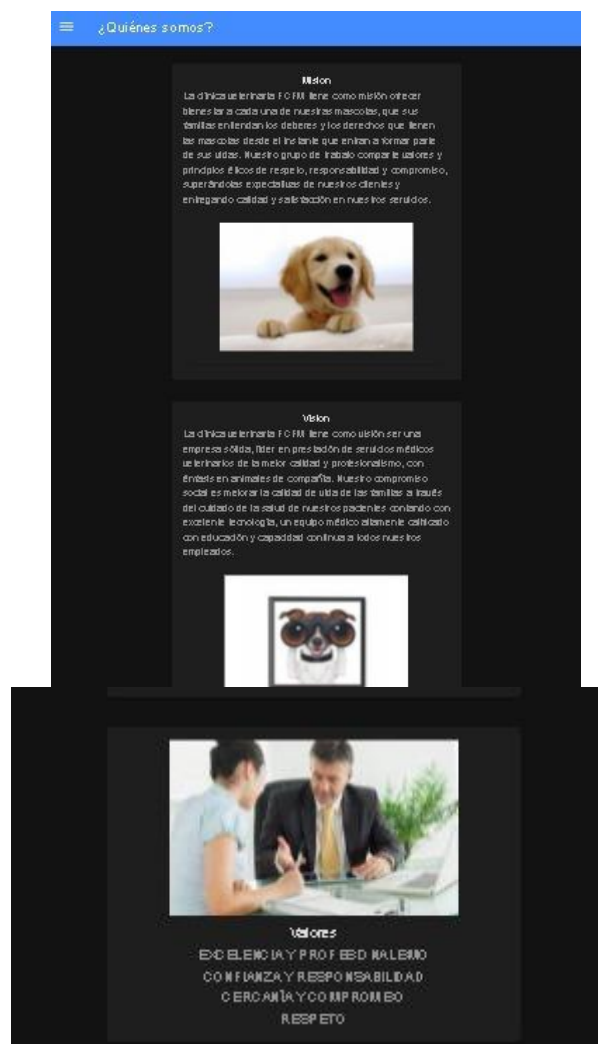 ¿Quiénes somos?
Mision
La clínica veterinaria FCFM tiene como misión ofrecer
bienestar a cada una de nuestras mascotas, que sus
familias entiendan los deberes y los derechos que tienen
las mascotas desde el instante que entran a formar parte
de sus vidas. Nuestro grupo de trabajo comparte valores y
principios éticos de respeto, responsabilidad y compromiso,
superándolas expectativas de nuestros clientes y
entregando calidad y satisfacción en nuestros servicios.
Vision
La clínica veterinaria FCFM tiene como visión ser una
empresa sólida, líder en prestación de servicios médicos
veterinarios de la mejor calidad y profesionalismo, con
énfasis en animales de compañía. Nuestro compromiso
social es mejorar la calidad de vida de las familias a través
del cuidado de la salud de nuestros pacientes contando con
excelente tecnología, un equipo médico altamente calificado
con educación y capacidad continua a todos nuestros
empleados.
Valores
EXCELENCIA Y PROFESIONALISMO
CONFIANZA Y RESPONSABILIDAD
CERCANÍA Y COMPROMISO
RESPETO